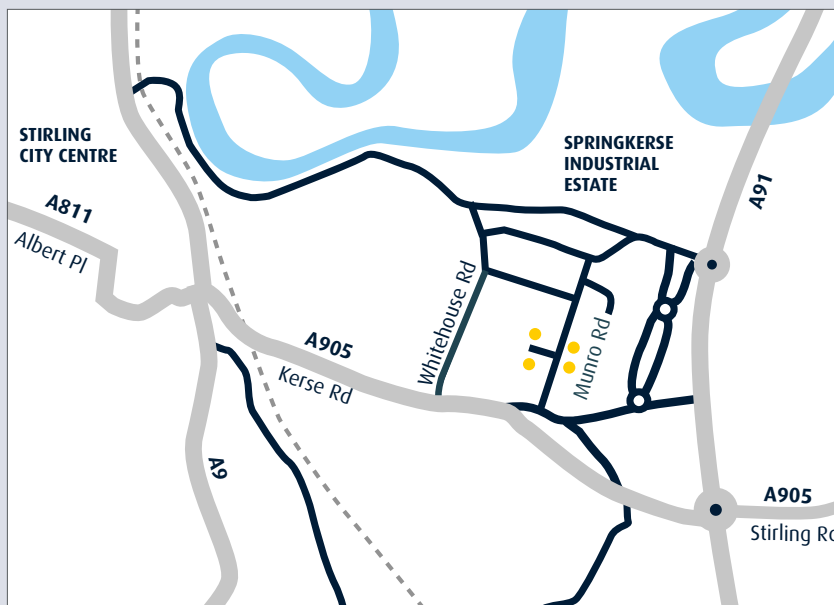 STIRLING
CITY CENTRE
SPRINGKERSE
INDUSTRIAL
ESTATE
A91
A811
Albert Pl
Whitehouse Rd
A905
Kerse Rd
Munro Rd
A9
A905
Stirling Rd